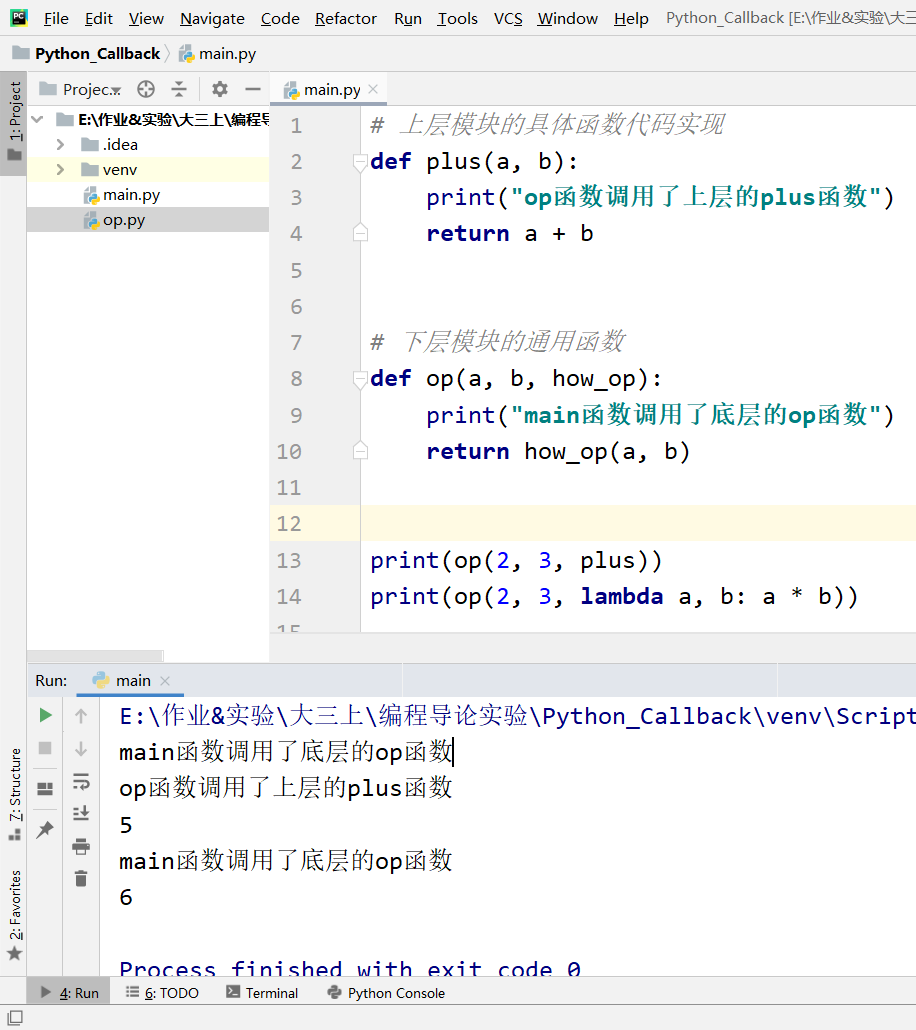 File Edit View Navigate Code Refactor Run Tools VCS Window Help Python_Callback [E:\作业&实验\大三
Python_Callback main.py
1: Project
Projec... main.py
E:\作业&实验\大三上\编程导
.idea
venv
main.py
op.py
1 # 上层模块的具体函数代码实现
2 def plus(a, b):
3 print("op函数调用了上层的plus函数")
4 return a + b
5
6
7 # 下层模块的通用函数
8 def op(a, b, how_op):
9 print("main函数调用了底层的op函数")
10 return how_op(a, b)
11
12
13 print(op(2, 3, plus))
14 print(op(2, 3, lambda a, b: a * b))
15
Run: main
E:\作业&实验\大三上\编程导论实验\Python_Callback\venv\Script
main函数调用了底层的op函数
op函数调用了上层的plus函数
5
main函数调用了底层的op函数
6
Process finished with exit code 0
7: Structure
2: Favorites
4: Run 6: TODO Terminal Python Console